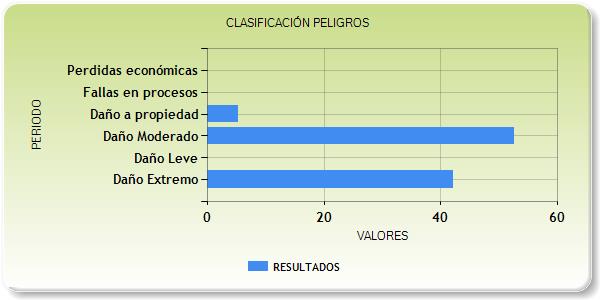 CLASIFICACIÓN PELIGROS
PERIODO
Perdidas económicas
Fallas en procesos
Daño a propiedad
Daño Moderado
Daño Leve
Daño Extremo
0 20 40 60
VALORES
RESULTADOS